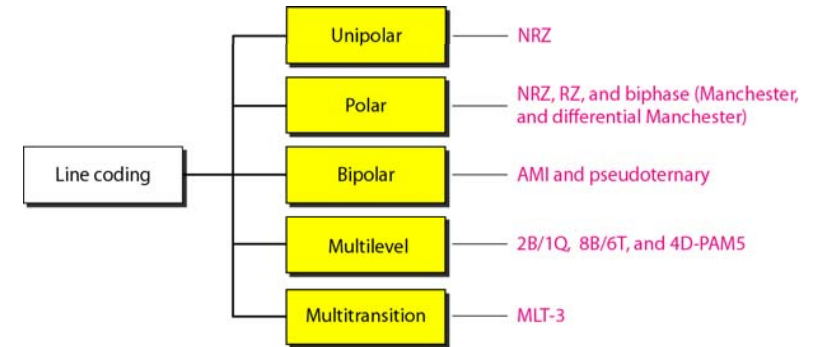 Unipolar
NRZ
Polar
NRZ, RZ, and biphase (Manchester,
and differential Manchester)
Line coding
Bipolar
AMI and pseudoternary
Multilevel
2B/1Q, 8B/6T, and 4D-PAM5
Multitransition
MLT-3